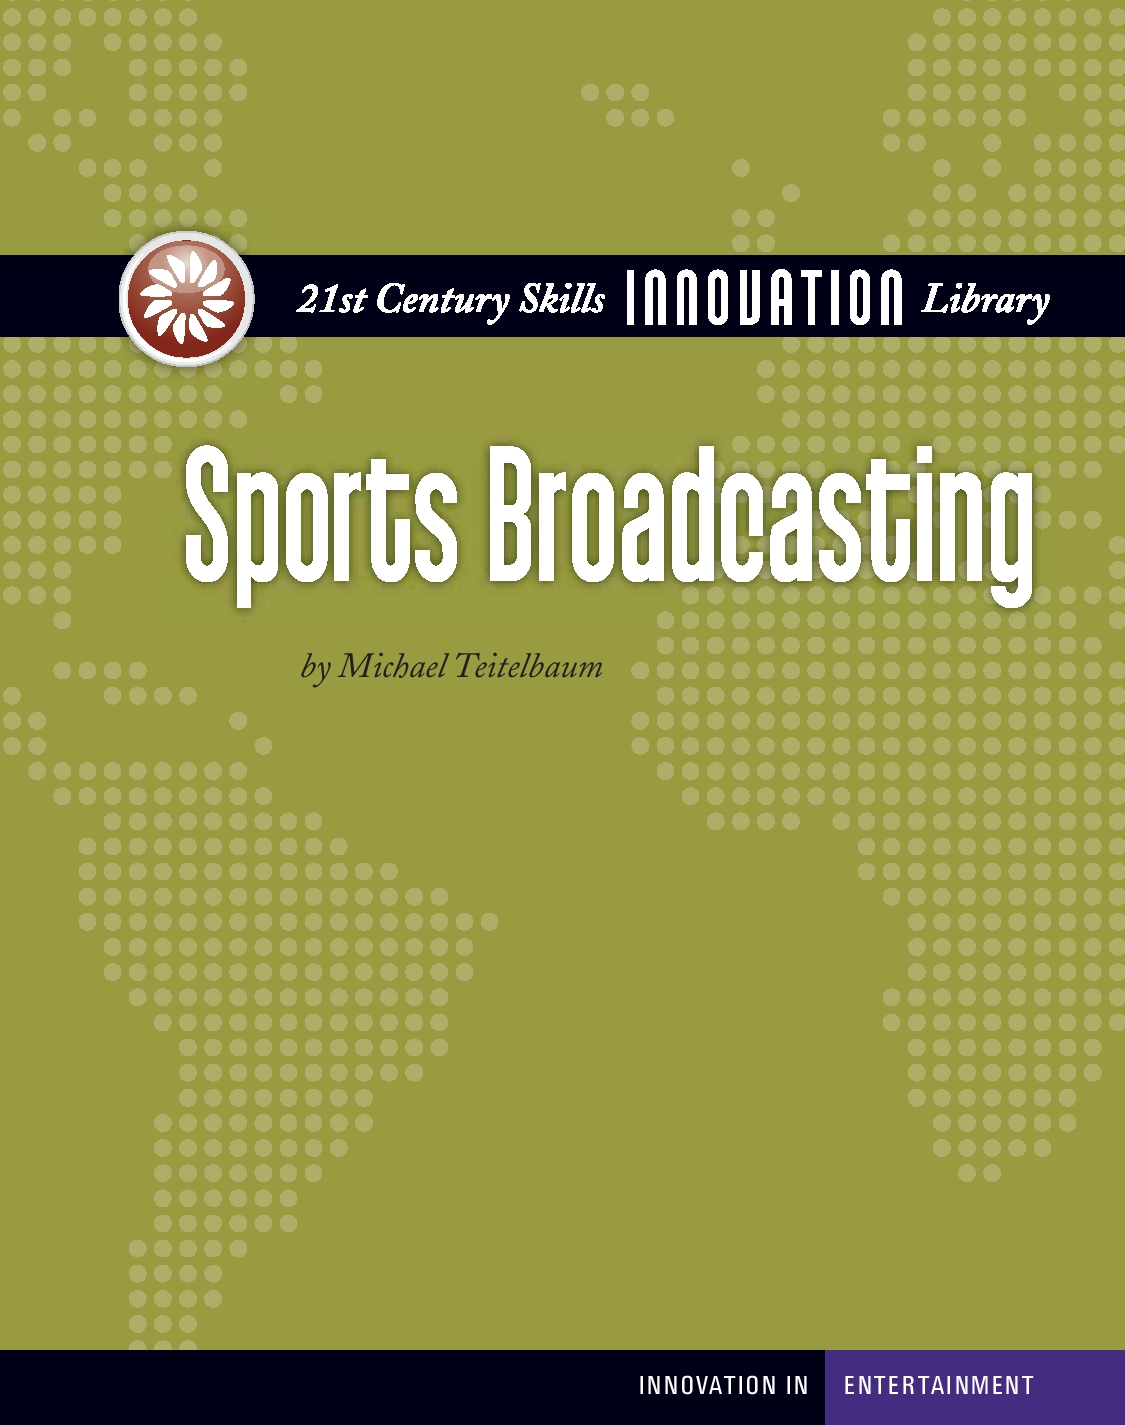 21st Century Skills INNOVATION Library
Sports Broadcasting
by Michael Teitelbaum
INNOVATION IN ENTERTAINMENT